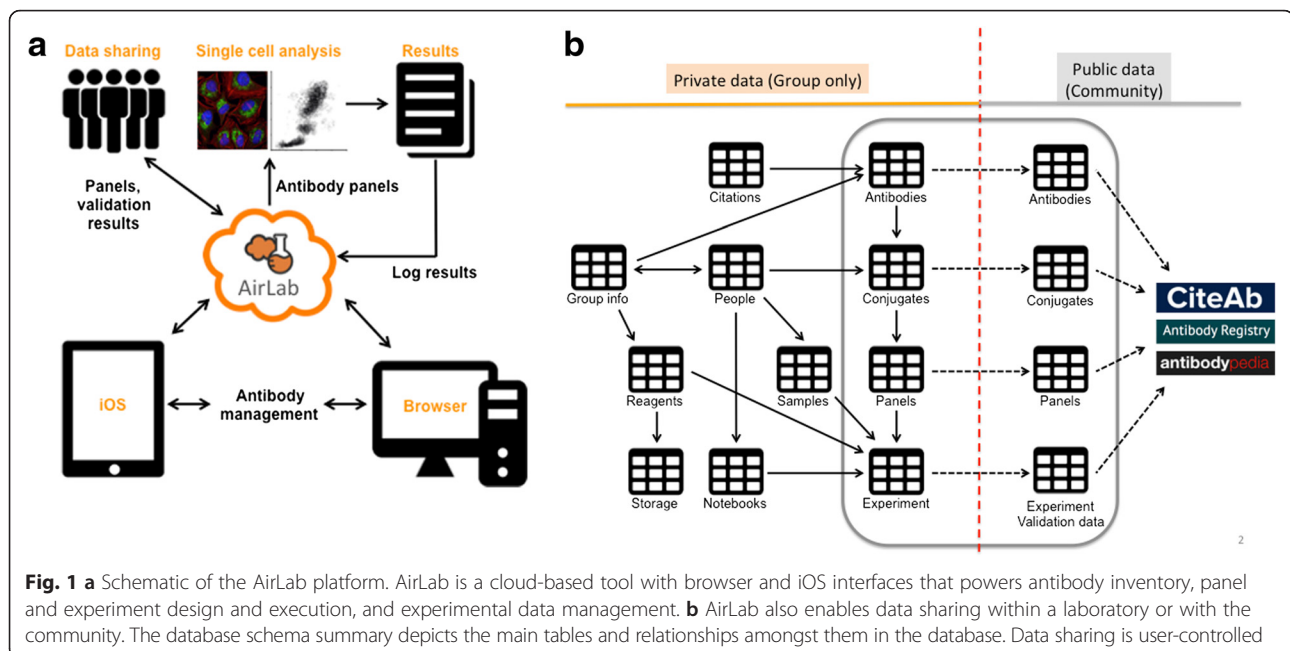 a
Data sharing
Single cell analysis
Results
Panels,
validation
results
Antibody panels
AirLab
Log results
iOS
Antibody
management
Browser
b
Private data (Group only)
Public data
(Community)
Citations
Antibodies
Antibodies
Group info
People
Conjugates
Conjugates
CiteAb
Antibody Registry
antibodypedia
Reagents
Samples
Panels
Panels
Storage
Notebooks
Experiment
Experiment
Validation data
2
Fig. 1 a Schematic of the AirLab platform. AirLab is a cloud-based tool with browser and iOS interfaces that powers antibody inventory, panel
and experiment design and execution, and experimental data management. b AirLab also enables data sharing within a laboratory or with the
community. The database schema summary depicts the main tables and relationships amongst them in the database. Data sharing is user-controlled